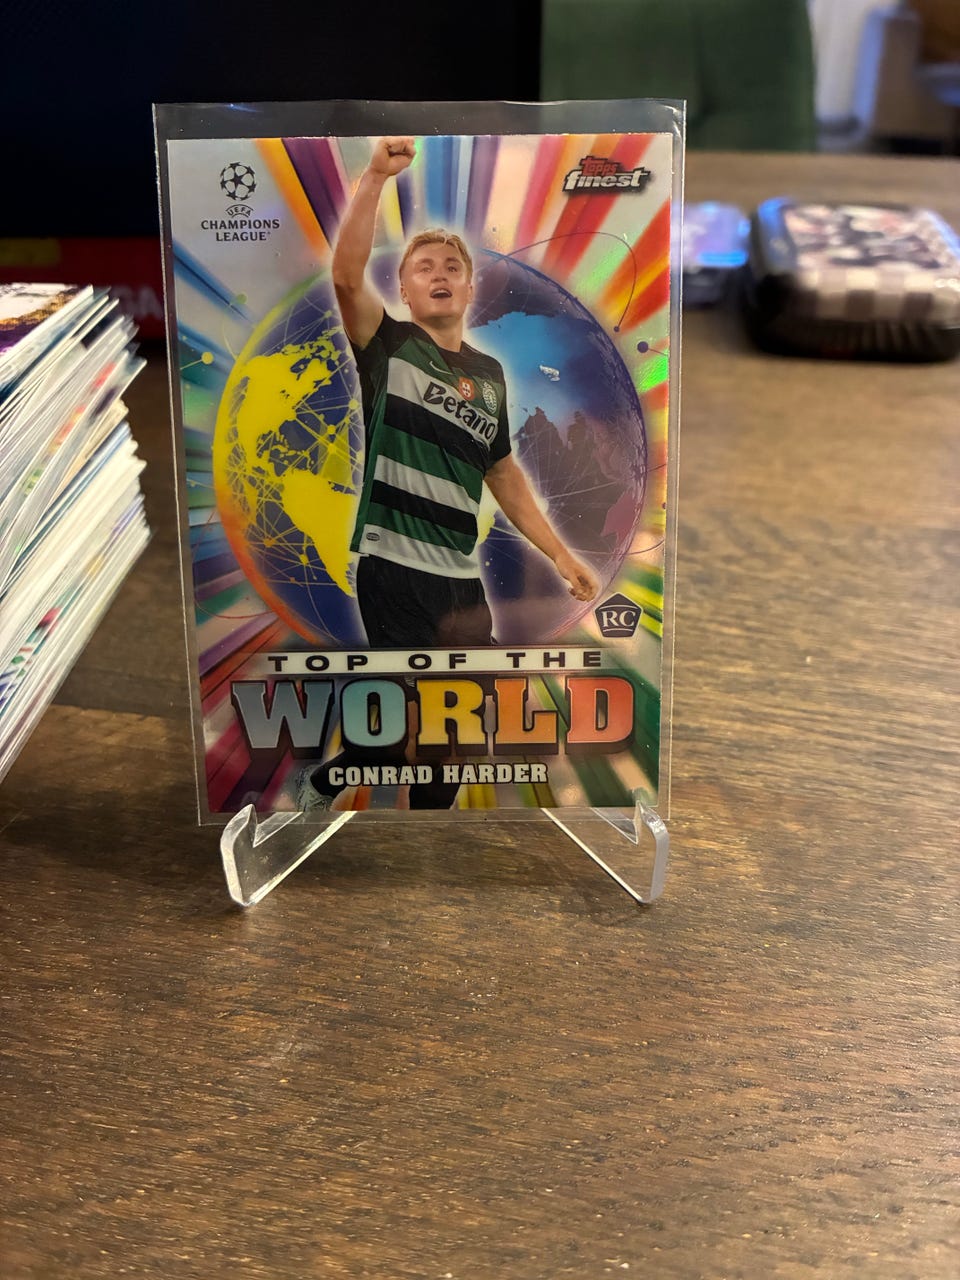 UEFA
CHAMPIONS
LEAGUE
Topps
finest
Betano
RC
TOP OF THE
WORLD
CONRAD HARDER